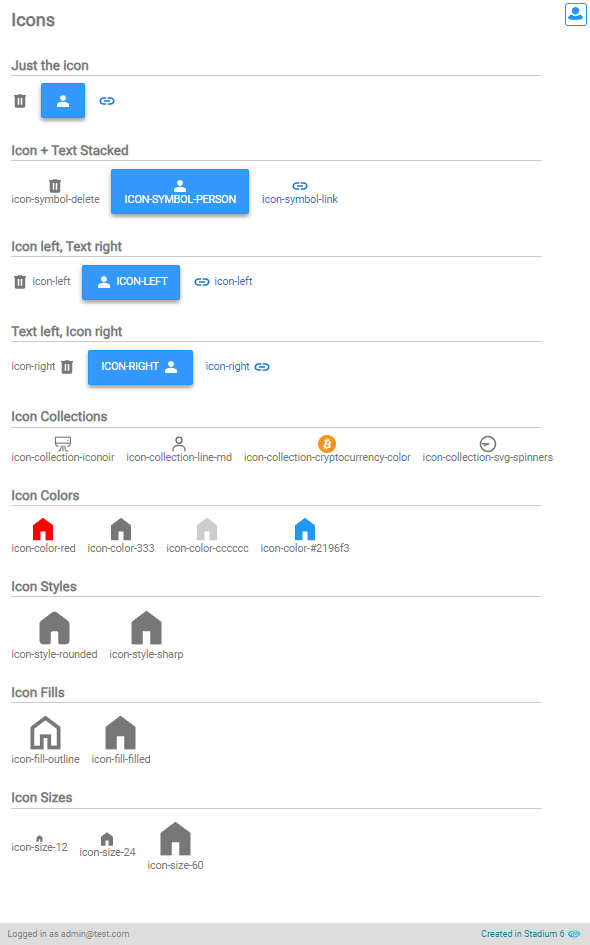 Icons
Just the icon
Icon + Text Stacked
icon-symbol-delete ICON-SYMBOL-PERSON icon-symbol-link
Icon left, Text right
icon-left ICON-LEFT icon-left
Text left, Icon right
icon-right ICON-RIGHT icon-right
Icon Collections
icon-collection-iconoir icon-collection-line-md icon-collection-cryptocurrency-color icon-collection-svg-spinners
Icon Colors
icon-color-red icon-color-333 icon-color-cccccc icon-color-#2196f3
Icon Styles
icon-style-rounded icon-style-sharp
Icon Fills
icon-fill-outline icon-fill-filled
Icon Sizes
icon-size-12 icon-size-24 icon-size-60
Logged in as admin@test.com Created in Stadium 6